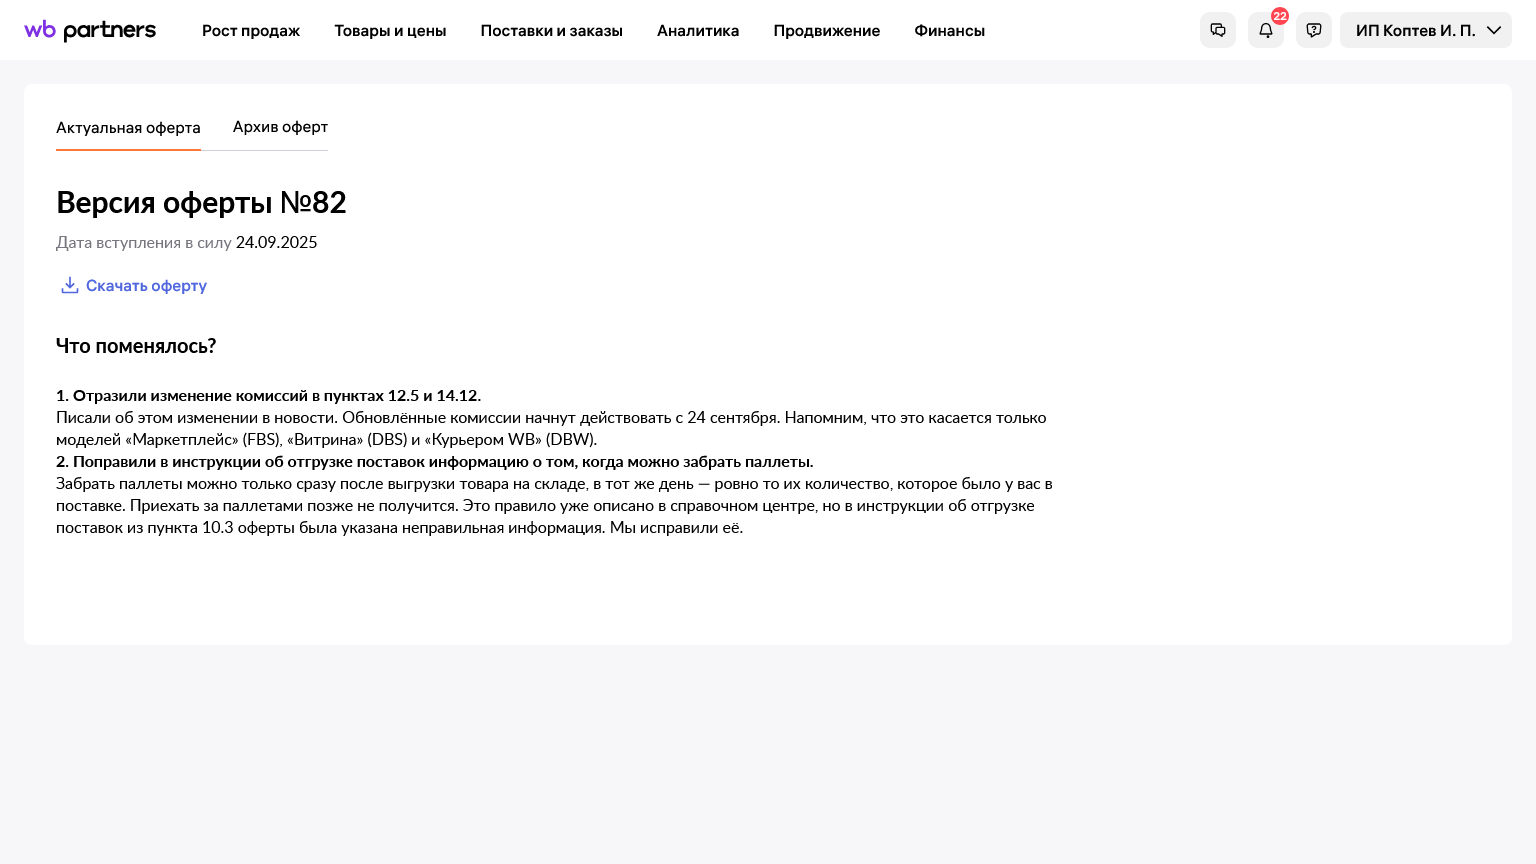 wb partners
Рост продаж
Товары и цены
Поставки и заказы
Аналитика
Продвижение
Финансы
22
ИП Коптев И. П.
Актуальная оферта
Архив оферт
Версия оферты №82
Дата вступления в силу 24.09.2025
Скачать оферту
Что поменялось?
1. Отразили изменение комиссий в пунктах 12.5 и 14.12.
Писали об этом изменении в новости. Обновлённые комиссии начнут действовать с 24 сентября. Напомним, что это касается только
моделей «Маркетплейс» (FBS), «Витрина» (DBS) и «Курьером WB» (DBW).
2. Поправили в инструкции об отгрузке поставок информацию о том, когда можно забрать паллеты.
Забрать паллеты можно только сразу после выгрузки товара на складе, в тот же день — ровно то их количество, которое было у вас в
поставке. Приехать за паллетами позже не получится. Это правило уже описано в справочном центре, но в инструкции об отгрузке
поставок из пункта 10.3 оферты была указана неправильная информация. Мы исправили её.